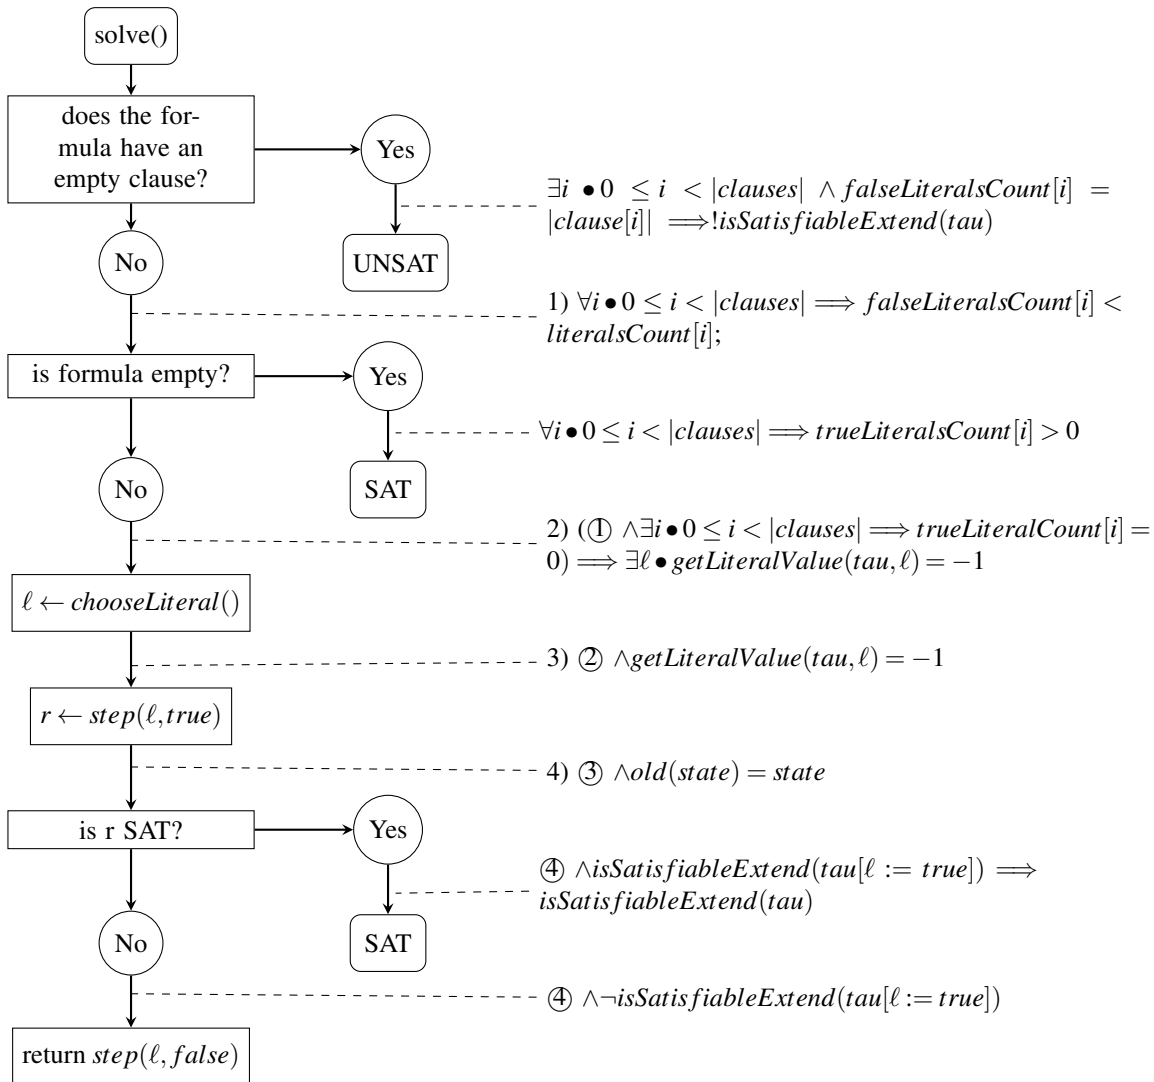 solve()
does the for-
mula have an
empty clause?
Yes
∃i • 0 ≤ i < |clauses| ∧ falseLiteralsCount[i] =
|clause[i]| ⟹!isSatisfiableExtend(tau)
No
UNSAT
1) ∀i • 0 ≤ i < |clauses| ⟹ falseLiteralsCount[i] <
literalsCount[i];
is formula empty?
Yes
∀i • 0 ≤ i < |clauses| ⟹ trueLiteralsCount[i] > 0
No
SAT
2) (① ∧∃i • 0 ≤ i < |clauses| ⟹ trueLiteralCount[i] =
0) ⟹ ∃ℓ • getLiteralValue(tau, ℓ) = −1
ℓ ← chooseLiteral()
3) ② ∧getLiteralValue(tau, ℓ) = −1
r ← step(ℓ, true)
4) ③ ∧old(state) = state
is r SAT?
Yes
④ ∧isSatisfiableExtend(tau[ℓ := true]) ⟹
isSatisfiableExtend(tau)
No
SAT
④ ∧¬isSatisfiableExtend(tau[ℓ := true])
return step(ℓ, false)